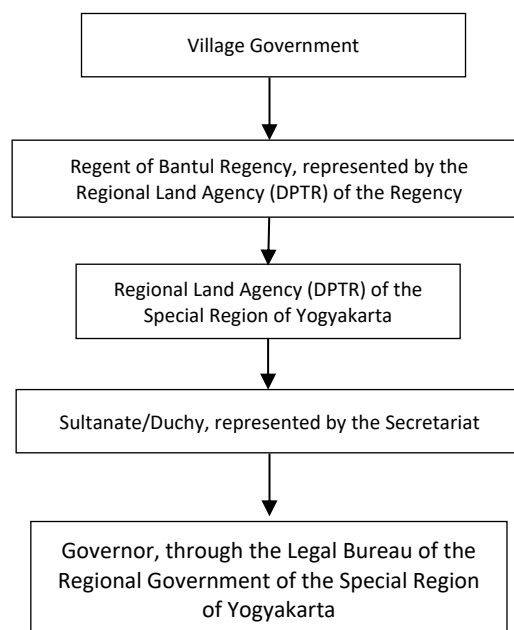 Village Government
Regent of Bantul Regency, represented by the
Regional Land Agency (DPTR) of the Regency
Regional Land Agency (DPTR) of the
Special Region of Yogyakarta
Sultanate/Duchy, represented by the Secretariat
Governor, through the Legal Bureau of the
Regional Government of the Special Region
of Yogyakarta